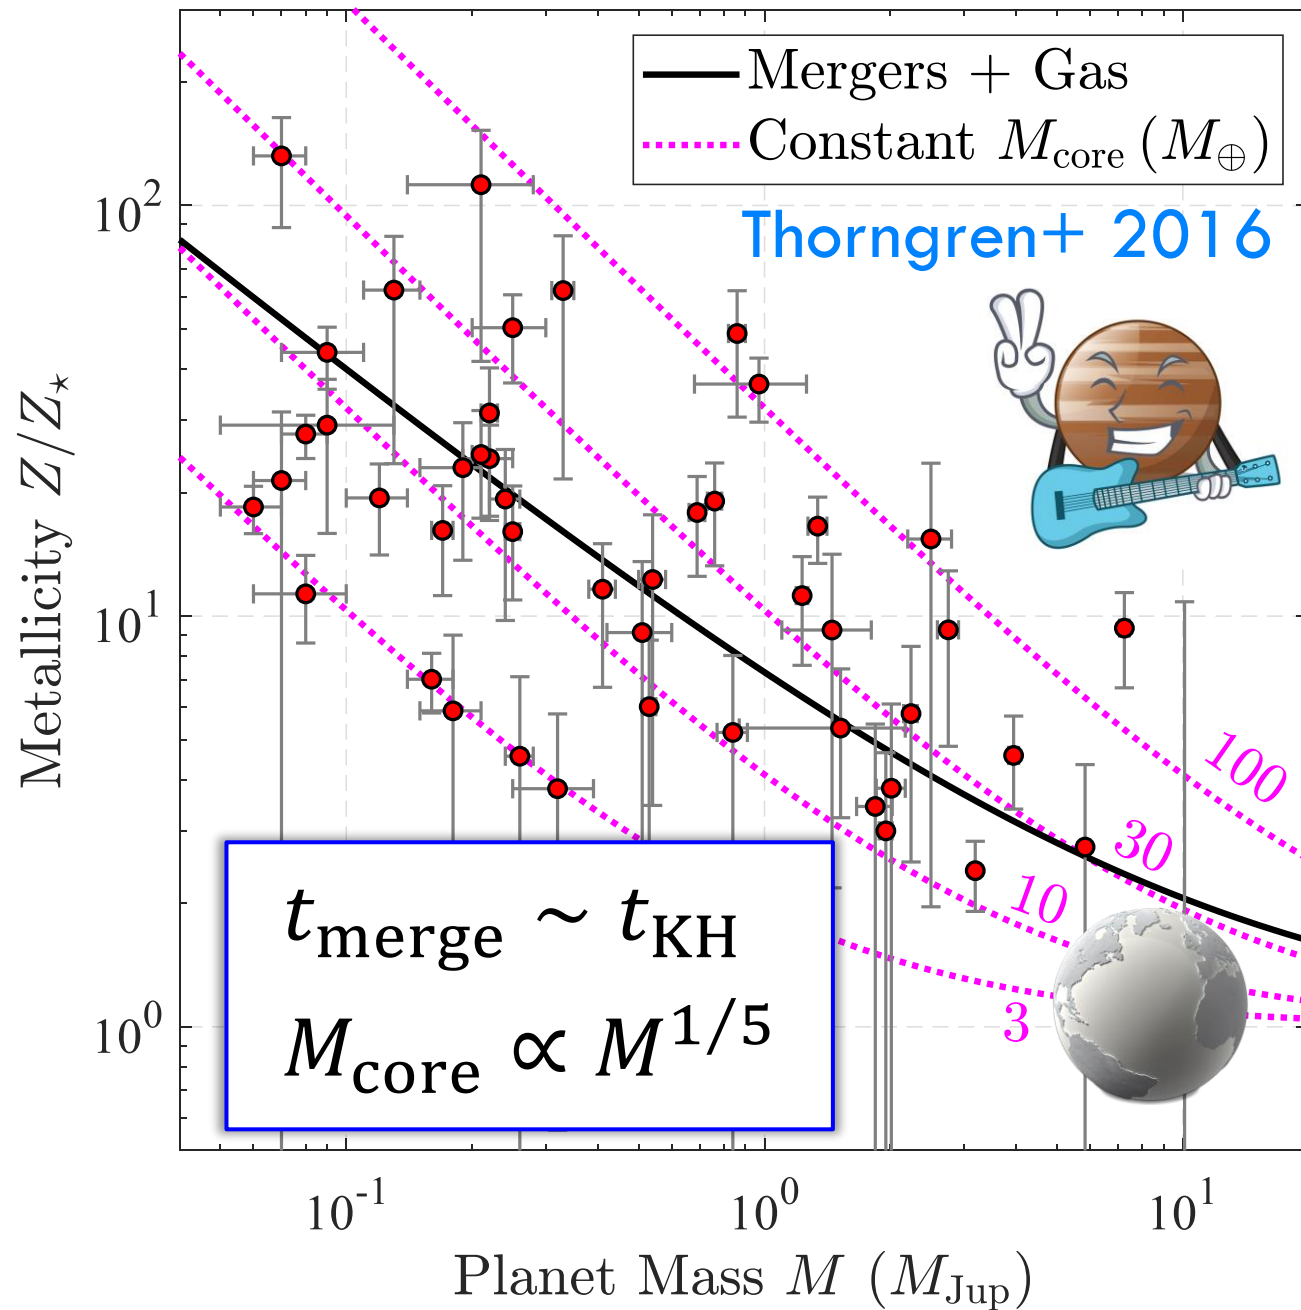 Mergers + Gas
Constant M_core (M_⊕)
Thorngren+ 2016
10^2
10^1
10^0
Metallicity Z/Z_⋆
100
30
10
3
t_merge ~ t_KH
M_core ∝ M^{1/5}
10^-1
10^0
10^1
Planet Mass M (M_Jup)